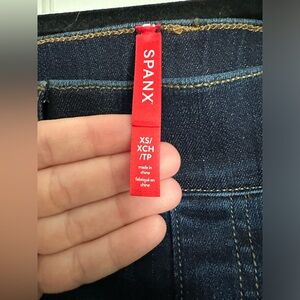 SPANX
XS/
XCH
/TP
made in
china
fabriqué en
chine